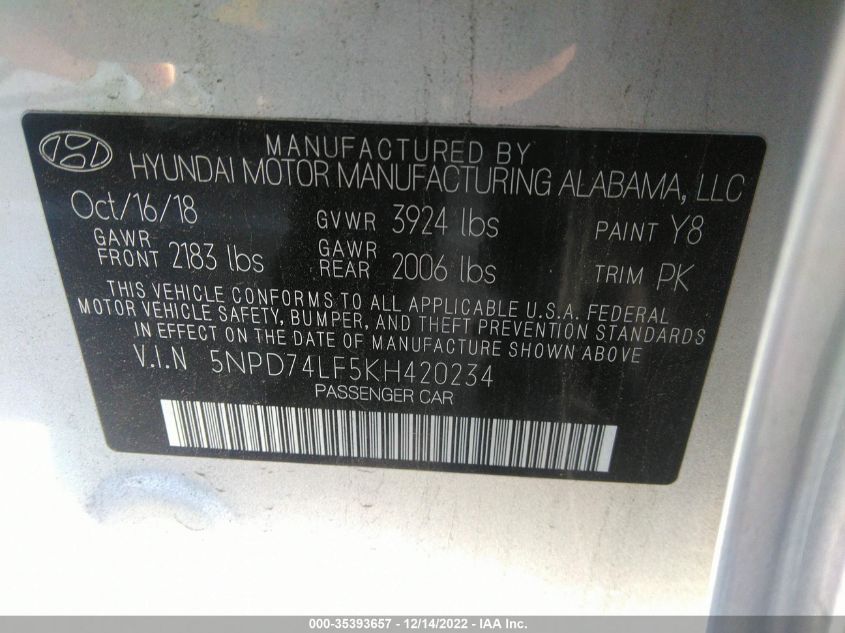 MANUFACTURED BY
HYUNDAI MOTOR MANUFACTURING ALABAMA, LLC
Oct/16/18 GVWR 3924 lbs PAINT Y8
GAWR FRONT 2183 lbs GAWR REAR 2006 lbs TRIM PK
THIS VEHICLE CONFORMS TO ALL APPLICABLE U.S.A. FEDERAL
MOTOR VEHICLE SAFETY, BUMPER, AND THEFT PREVENTION STANDARDS
IN EFFECT ON THE DATE OF MANUFACTURE SHOWN ABOVE.
V.I.N 5NPD74LF5KH420234
PASSENGER CAR
000-35393657 - 12/14/2022 - IAA Inc.